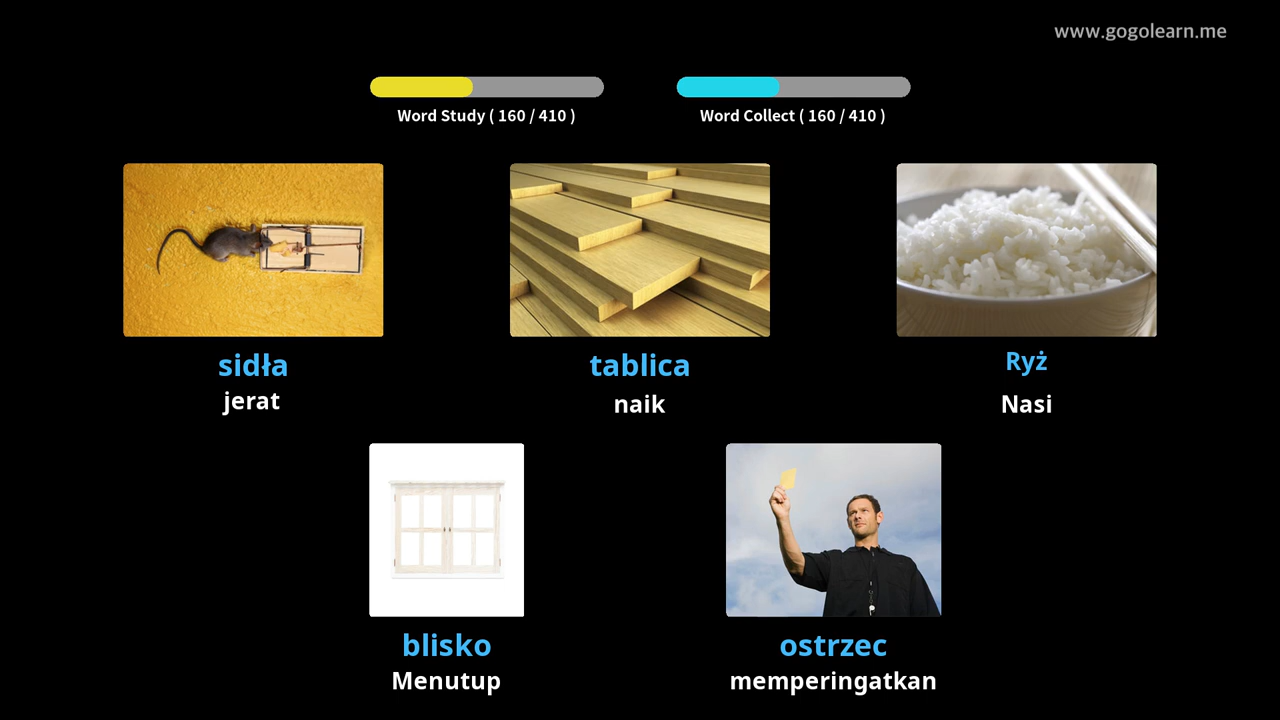 www.gogolearn.me
Word Study ( 160 / 410 )
Word Collect ( 160 / 410 )
sidła
jerat
tablica
naik
Ryż
Nasi
blisko
Menutup
ostrzec
memperingatkan